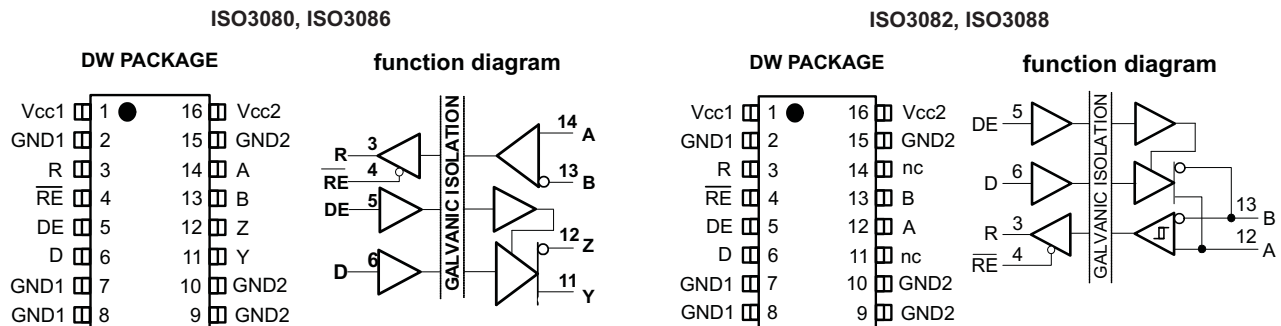 ISO3080, ISO3086
DW PACKAGE
function diagram
Vcc1 1 16 Vcc2
GND1 2 15 GND2
R 3 14 A
RE 4 13 B
DE 5 12 Z
D 6 11 Y
GND1 7 10 GND2
GND1 8 9 GND2
R 3
RE 4
DE 5
D 6
GALVANIC ISOLATION
14 A
13 B
12 Z
11 Y
ISO3082, ISO3088
DW PACKAGE
function diagram
Vcc1 1 16 Vcc2
GND1 2 15 GND2
R 3 14 nc
RE 4 13 B
DE 5 12 A
D 6 11 nc
GND1 7 10 GND2
GND1 8 9 GND2
DE 5
D 6
R 3
RE 4
GALVANIC ISOLATION
13 B
12 A